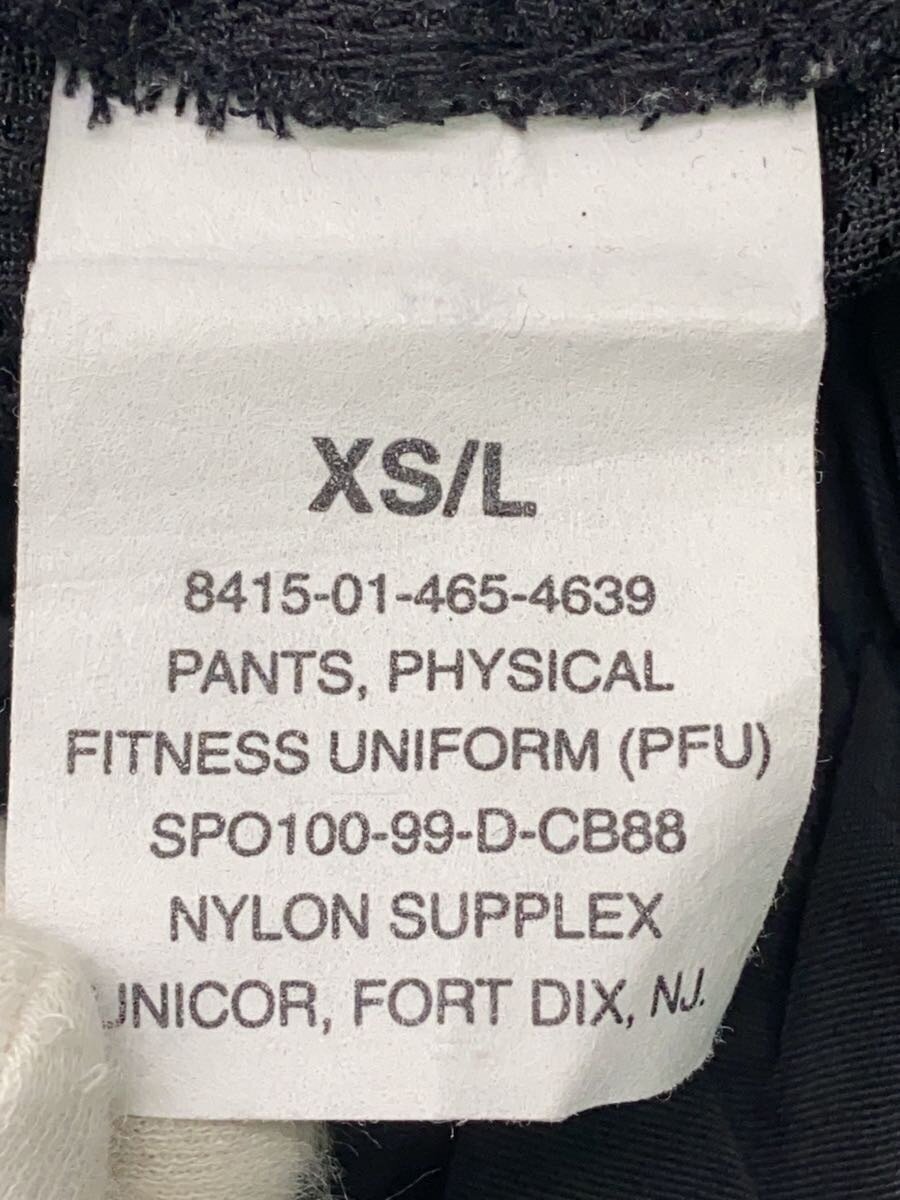 XS/L
8415-01-465-4639
PANTS, PHYSICAL
FITNESS UNIFORM (PFU)
SPO100-99-D-CB88
NYLON SUPPLEX
UNICOR, FORT DIX, NJ.